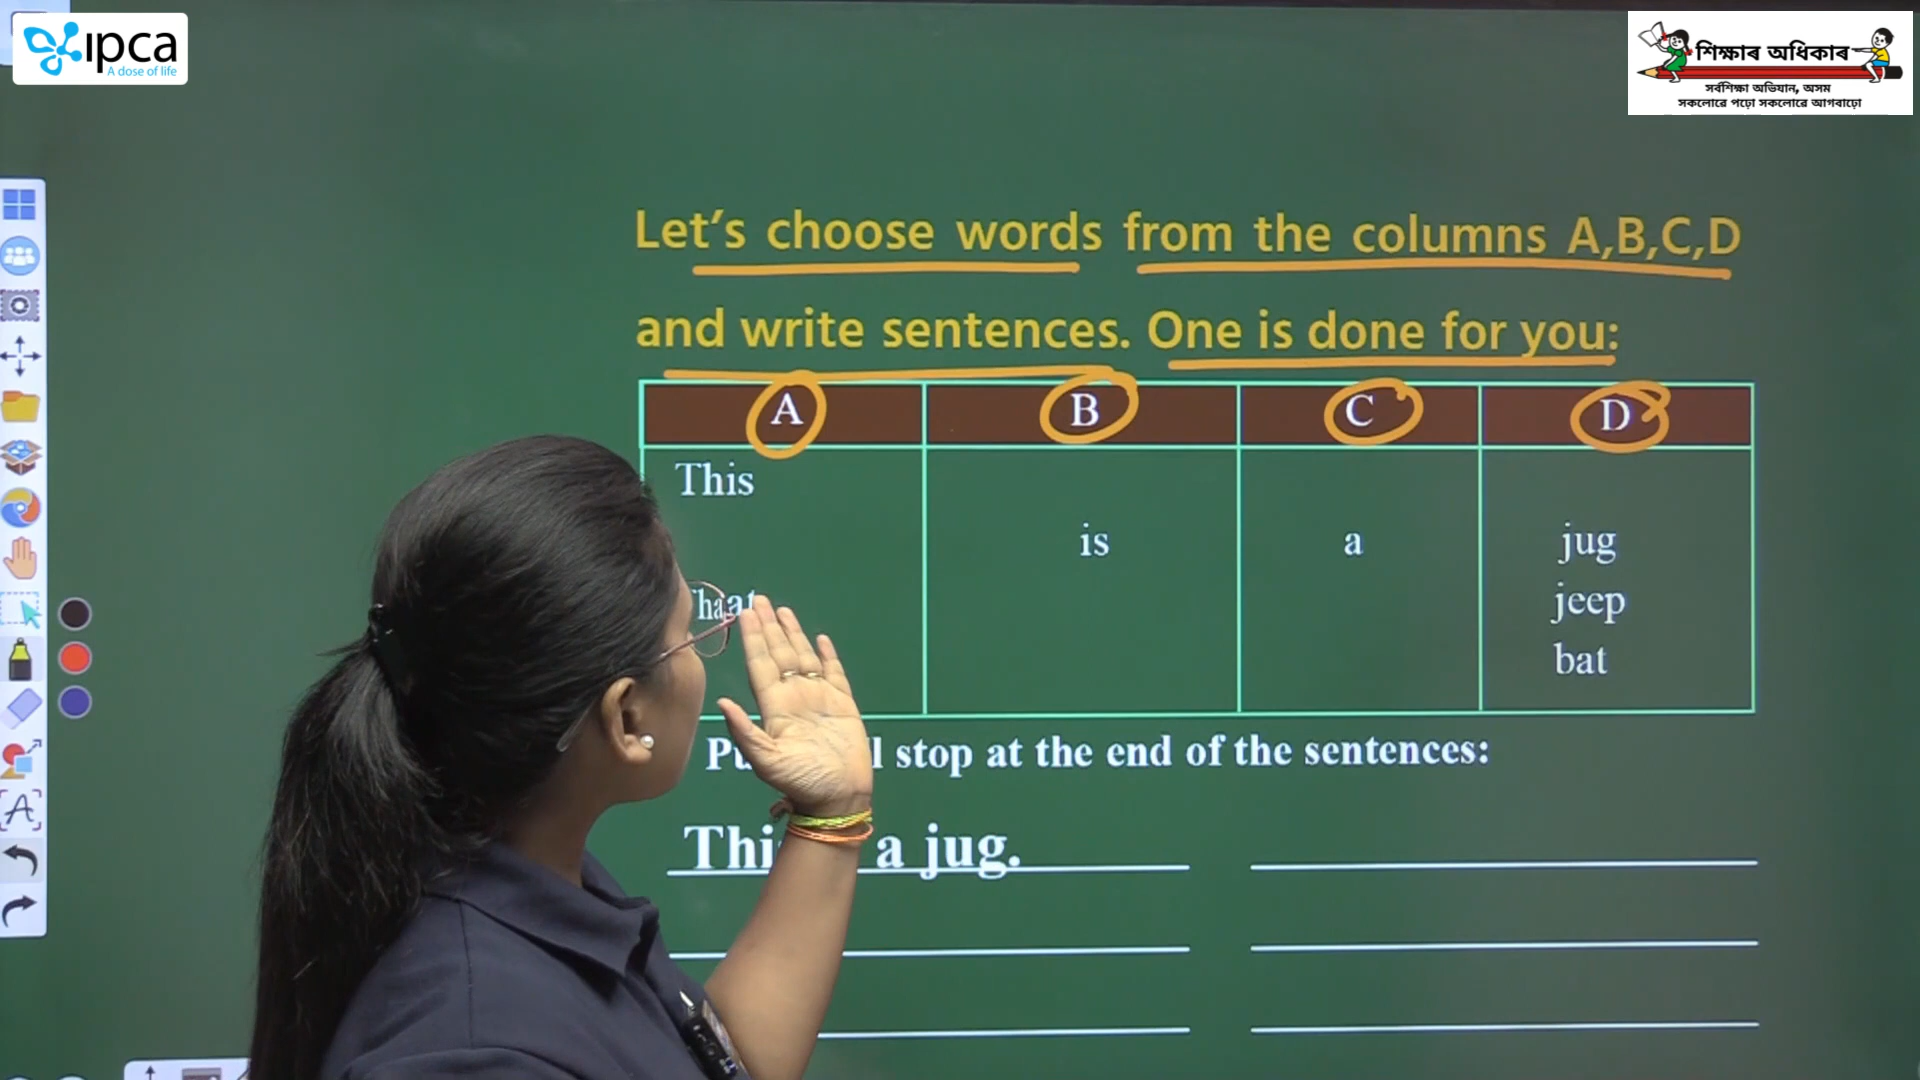 ipca
A dose of life
শিক্ষাৰ অধিকাৰ
সৰ্বশিক্ষা অভিযান, অসম
সকলোৱে পঢ়ো সকলোৱে আগবাঢ়ো
Let's choose words from the columns A,B,C,D
and write sentences. One is done for you:
A B C D
This
is a jug
jeep
bat
stop at the end of the sentences:
a jug.